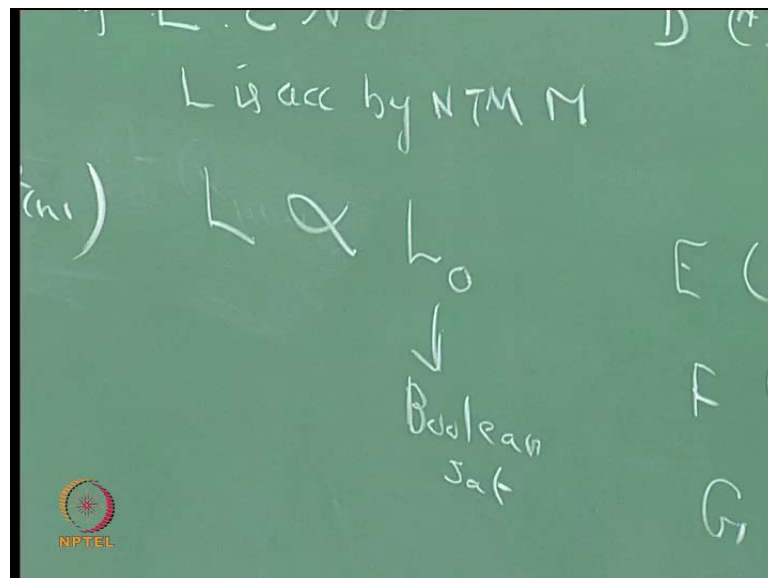 L is acc by NTM M
L ∝ L₀
↓
Boolean
Sat
D (
E (
F (
G
NPTEL